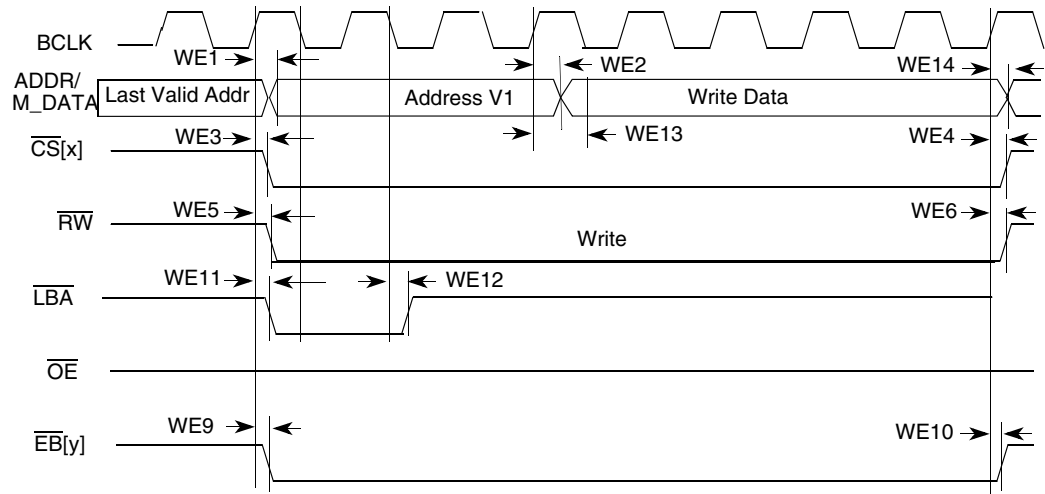 BCLK
WE1
WE2
WE14
ADDR/
M_DATA
Last Valid Addr
Address V1
Write Data
WE3
WE13
WE4
CS[x]
WE5
WE6
RW
Write
WE11
WE12
LBA
OE
WE9
WE10
EB[y]